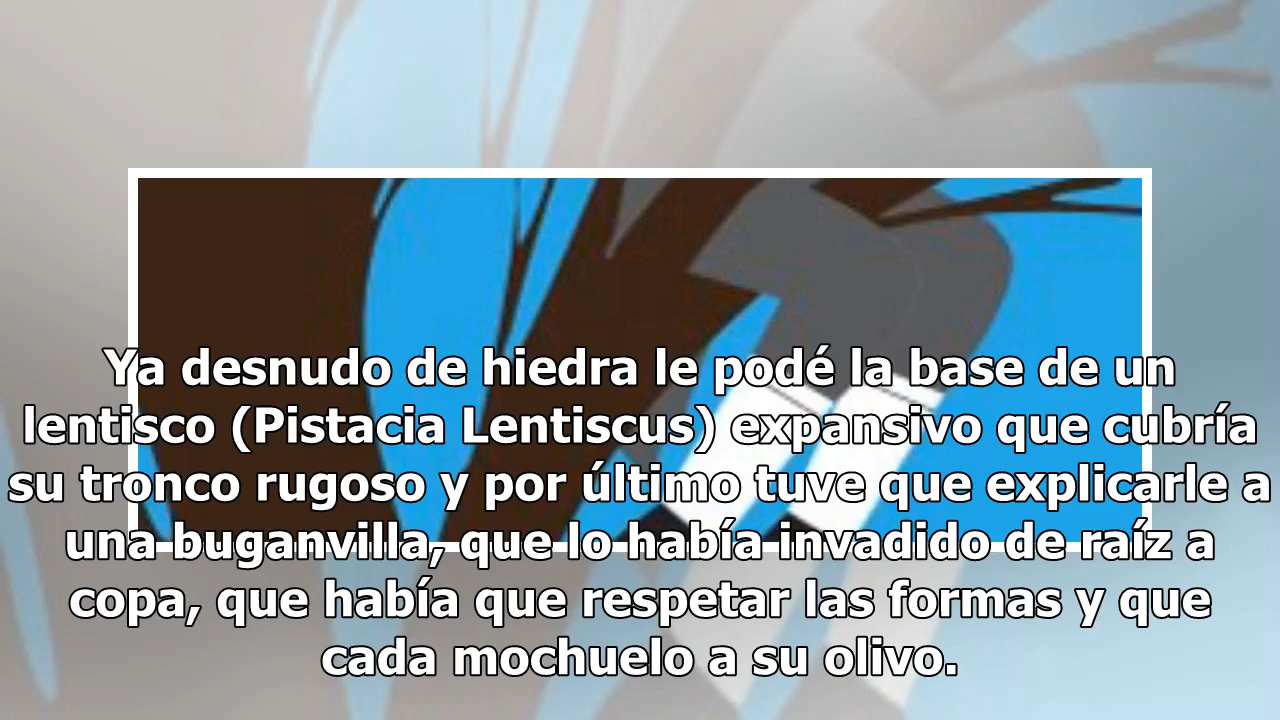 Ya desnudo de hiedra le podé la base de un
lentisco (Pistacia Lentiscus) expansivo que cubría
su tronco rugoso y por último tuve que explicarle a
una buganvilla, que lo había invadido de raíz a
copa, que había que respetar las formas y que
cada mochuelo a su olivo.